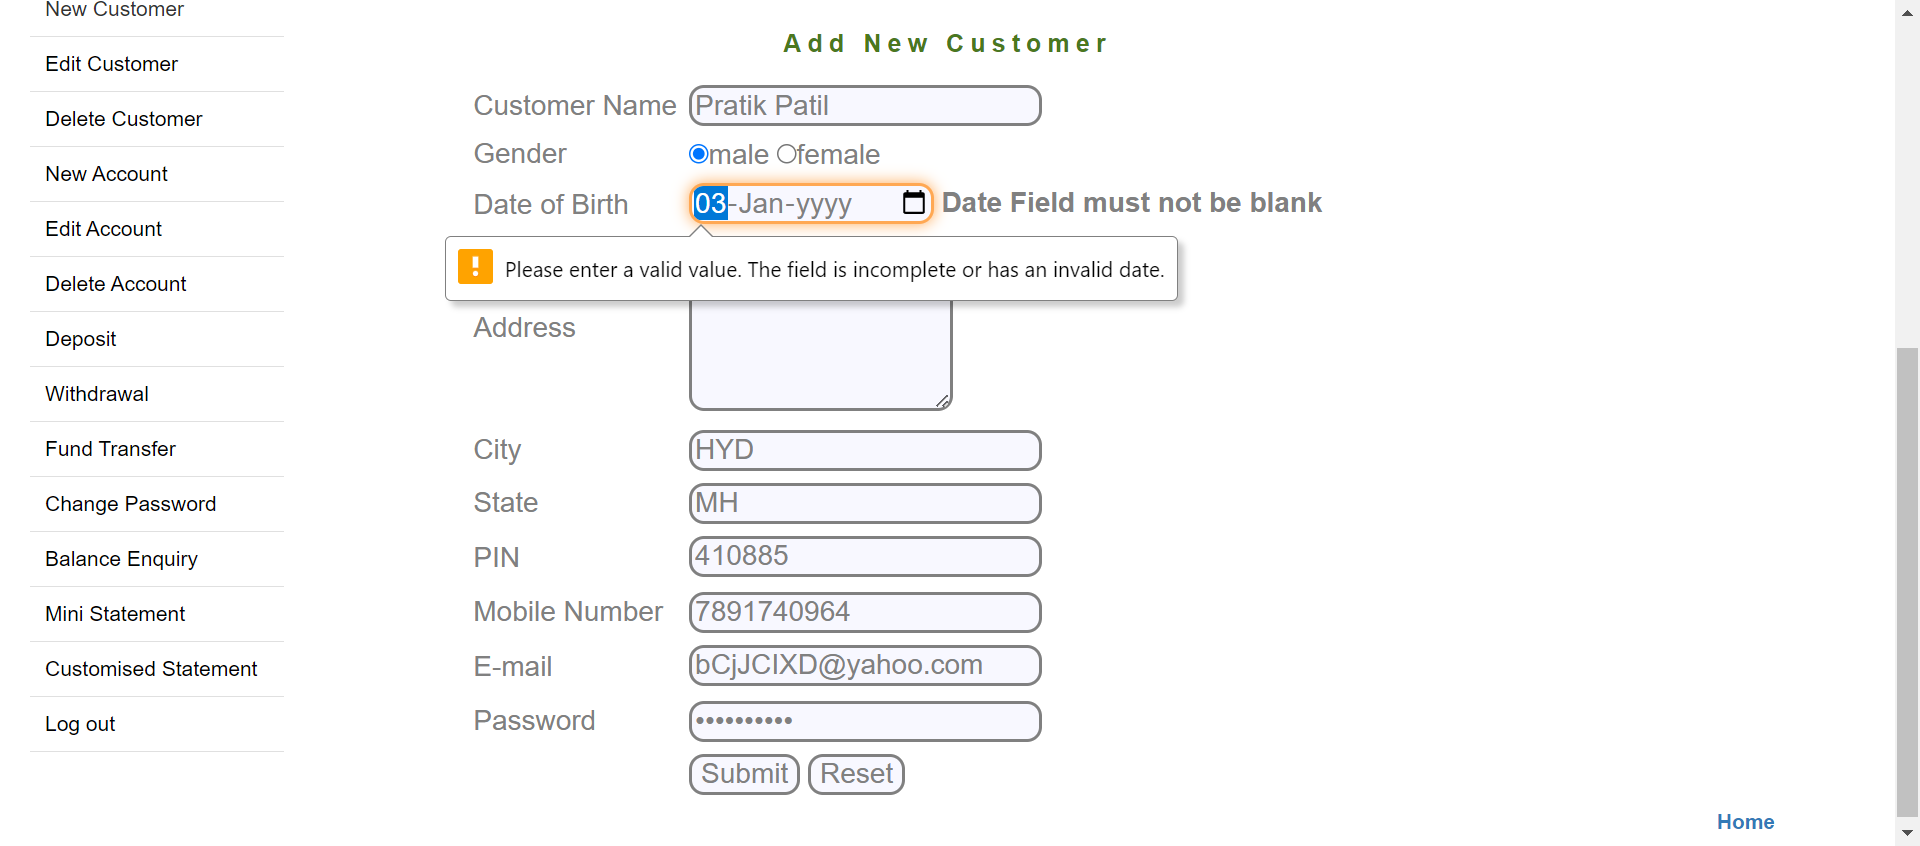 New Customer
Edit Customer
Delete Customer
New Account
Edit Account
Delete Account
Deposit
Withdrawal
Fund Transfer
Change Password
Balance Enquiry
Mini Statement
Customised Statement
Log out
Add New Customer
Customer Name Pratik Patil
Gender male female
Date of Birth 03-Jan-yyyy Date Field must not be blank
Please enter a valid value. The field is incomplete or has an invalid date.
Address
City HYD
State MH
PIN 410885
Mobile Number 7891740964
E-mail bCjJCIXD@yahoo.com
Password ••••••••••
Submit Reset
Home